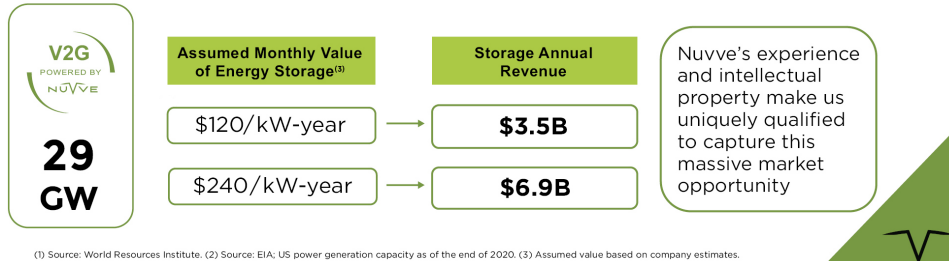 V2G
POWERED BY
NUVVE
29
GW
Assumed Monthly Value
of Energy Storage(3)
Storage Annual
Revenue
$120/kW-year
$3.5B
$240/kW-year
$6.9B
Nuvve's experience
and intellectual
property make us
uniquely qualified
to capture this
massive market
opportunity
(1) Source: World Resources Institute. (2) Source: EIA; US power generation capacity as of the end of 2020. (3) Assumed value based on company estimates.